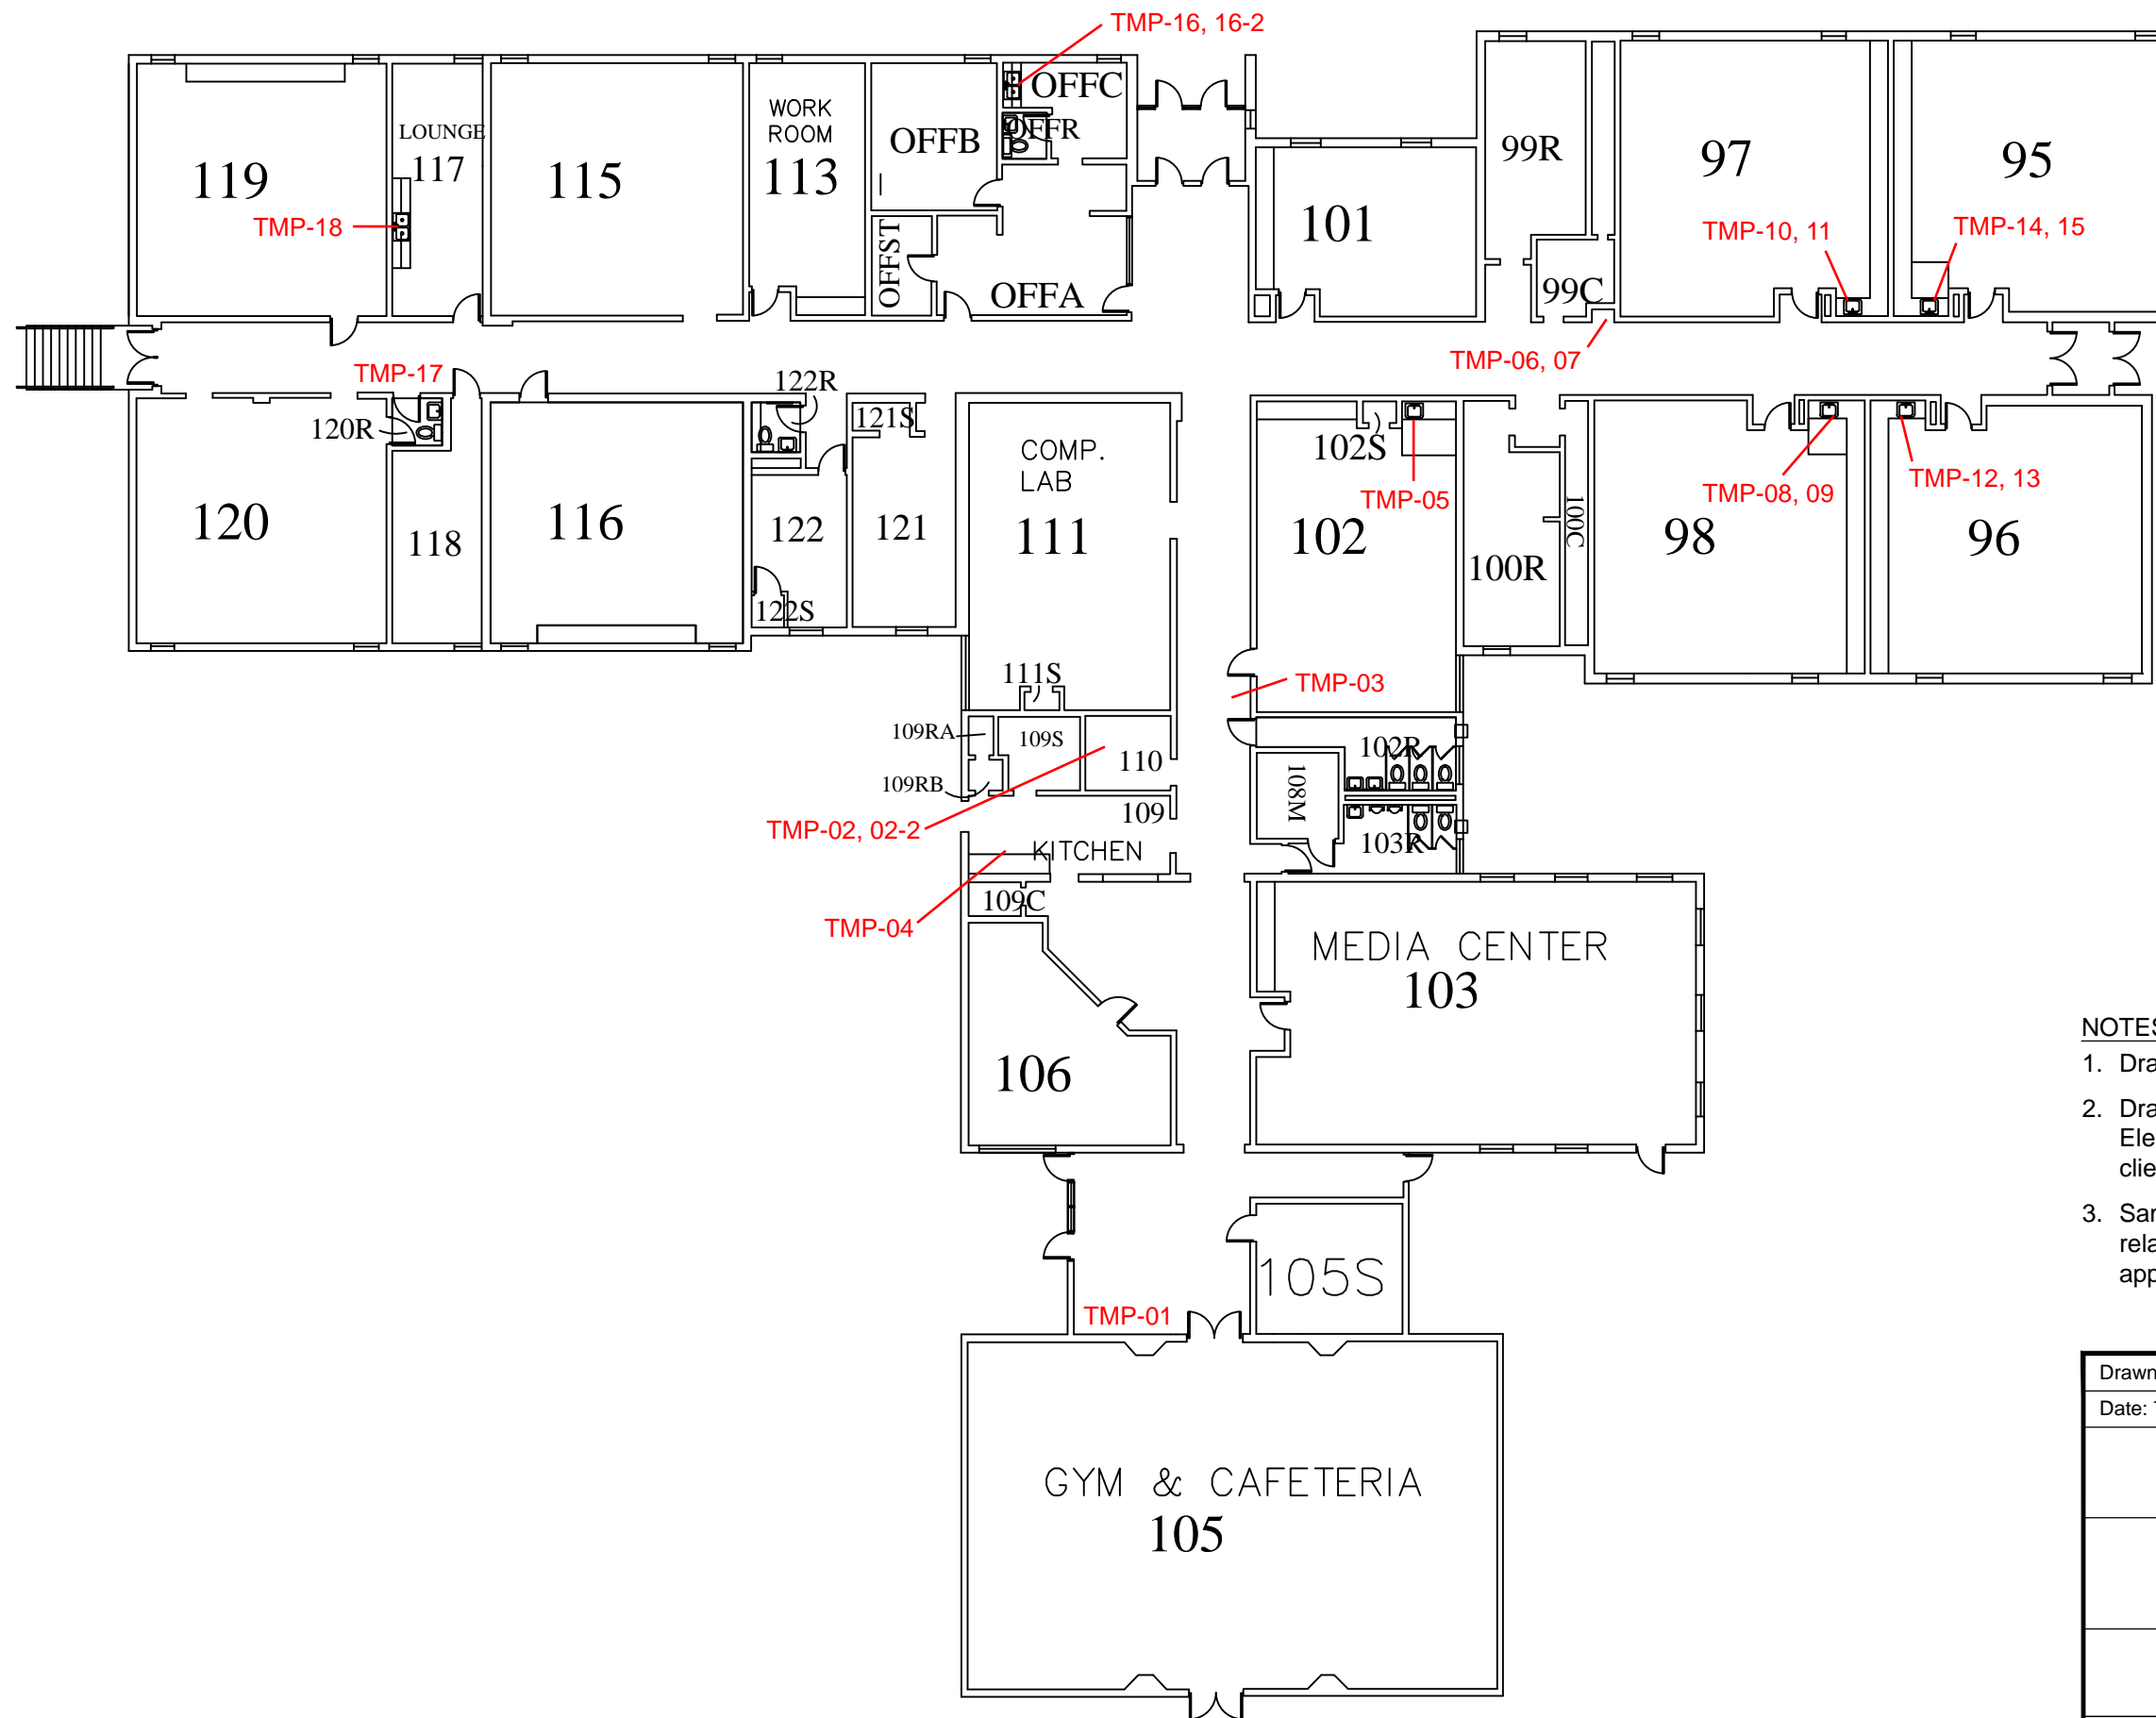 TMP-16, 16-2
OFFC
WORK
ROOM
LOUNGE
OFFR
OFFB
99R
97
95
119
117
115
113
TMP-18
101
TMP-10, 11
TMP-14, 15
OFFST
OFFA
99C
TMP-06, 07
TMP-17
122R
120R
121S
COMP.
LAB
102S
TMP-05
TMP-08, 09
TMP-12, 13
120
118
116
122
121
111
102
100R
100C
98
96
122S
111S
TMP-03
109RA
109S
110
102R
109RB
108M
109
TMP-02, 02-2
103R
KITCHEN
109C
TMP-04
MEDIA CENTER
103
106
1.
2.
3.
105S
TMP-01
GYM & CAFETERIA
105
Drawn
Date: